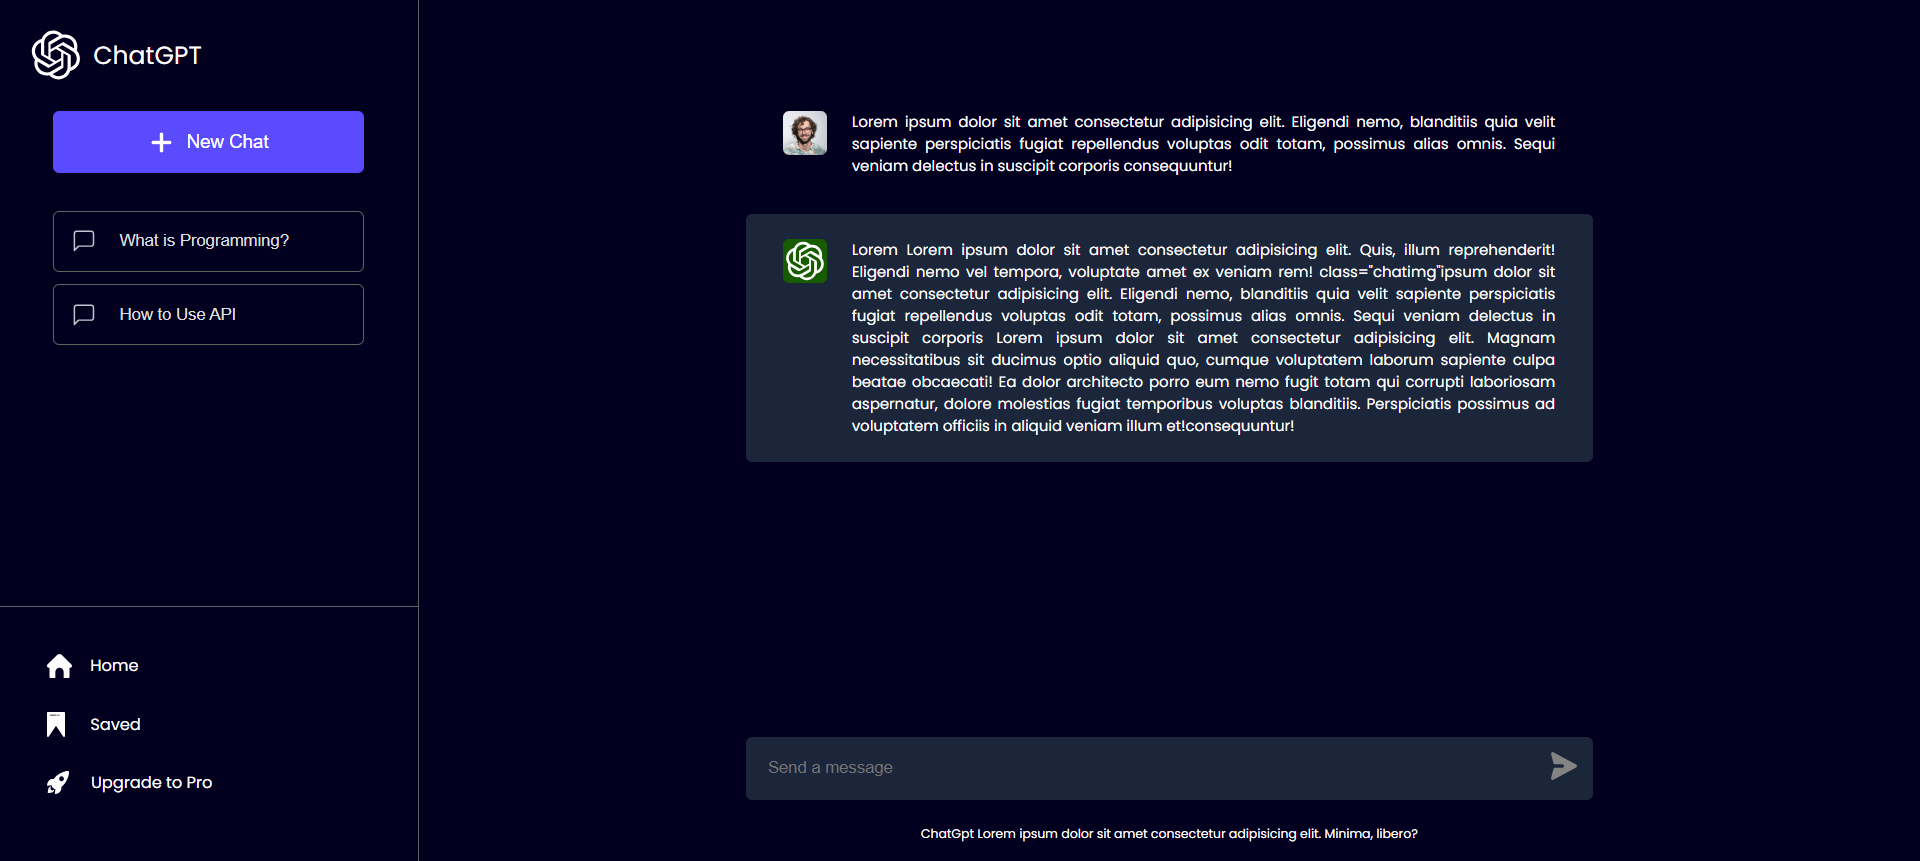 ChatGPT
New Chat
What is Programming?
How to Use API
Home
Saved
Upgrade to Pro
Lorem ipsum dolor sit amet consectetur adipisicing elit. Eligendi nemo, blanditiis quia velit
sapiente perspiciatis fugiat repellendus voluptas odit totam, possimus alias omnis. Sequi
veniam delectus in suscipit corporis consequuntur!
Lorem Lorem ipsum dolor sit amet consectetur adipisicing elit. Quis, illum reprehenderit!
Eligendi nemo vel tempora, voluptate amet ex veniam rem! class="chatimg"ipsum dolor sit
amet consectetur adipisicing elit. Eligendi nemo, blanditiis quia velit sapiente perspiciatis
fugiat repellendus voluptas odit totam, possimus alias omnis. Sequi veniam delectus in
suscipit corporis Lorem ipsum dolor sit amet consectetur adipisicing elit. Magnam
necessitatibus sit ducimus optio aliquid quo, cumque voluptatem laborum sapiente culpa
beatae obcaecati! Ea dolor architecto porro eum nemo fugit totam qui corrupti laboriosam
aspernatur, dolore molestias fugiat temporibus voluptas blanditiis. Perspiciatis possimus ad
voluptatem officiis in aliquid veniam illum et!consequuntur!
Send a message
ChatGpt Lorem ipsum dolor sit amet consectetur adipisicing elit. Minima, libero?